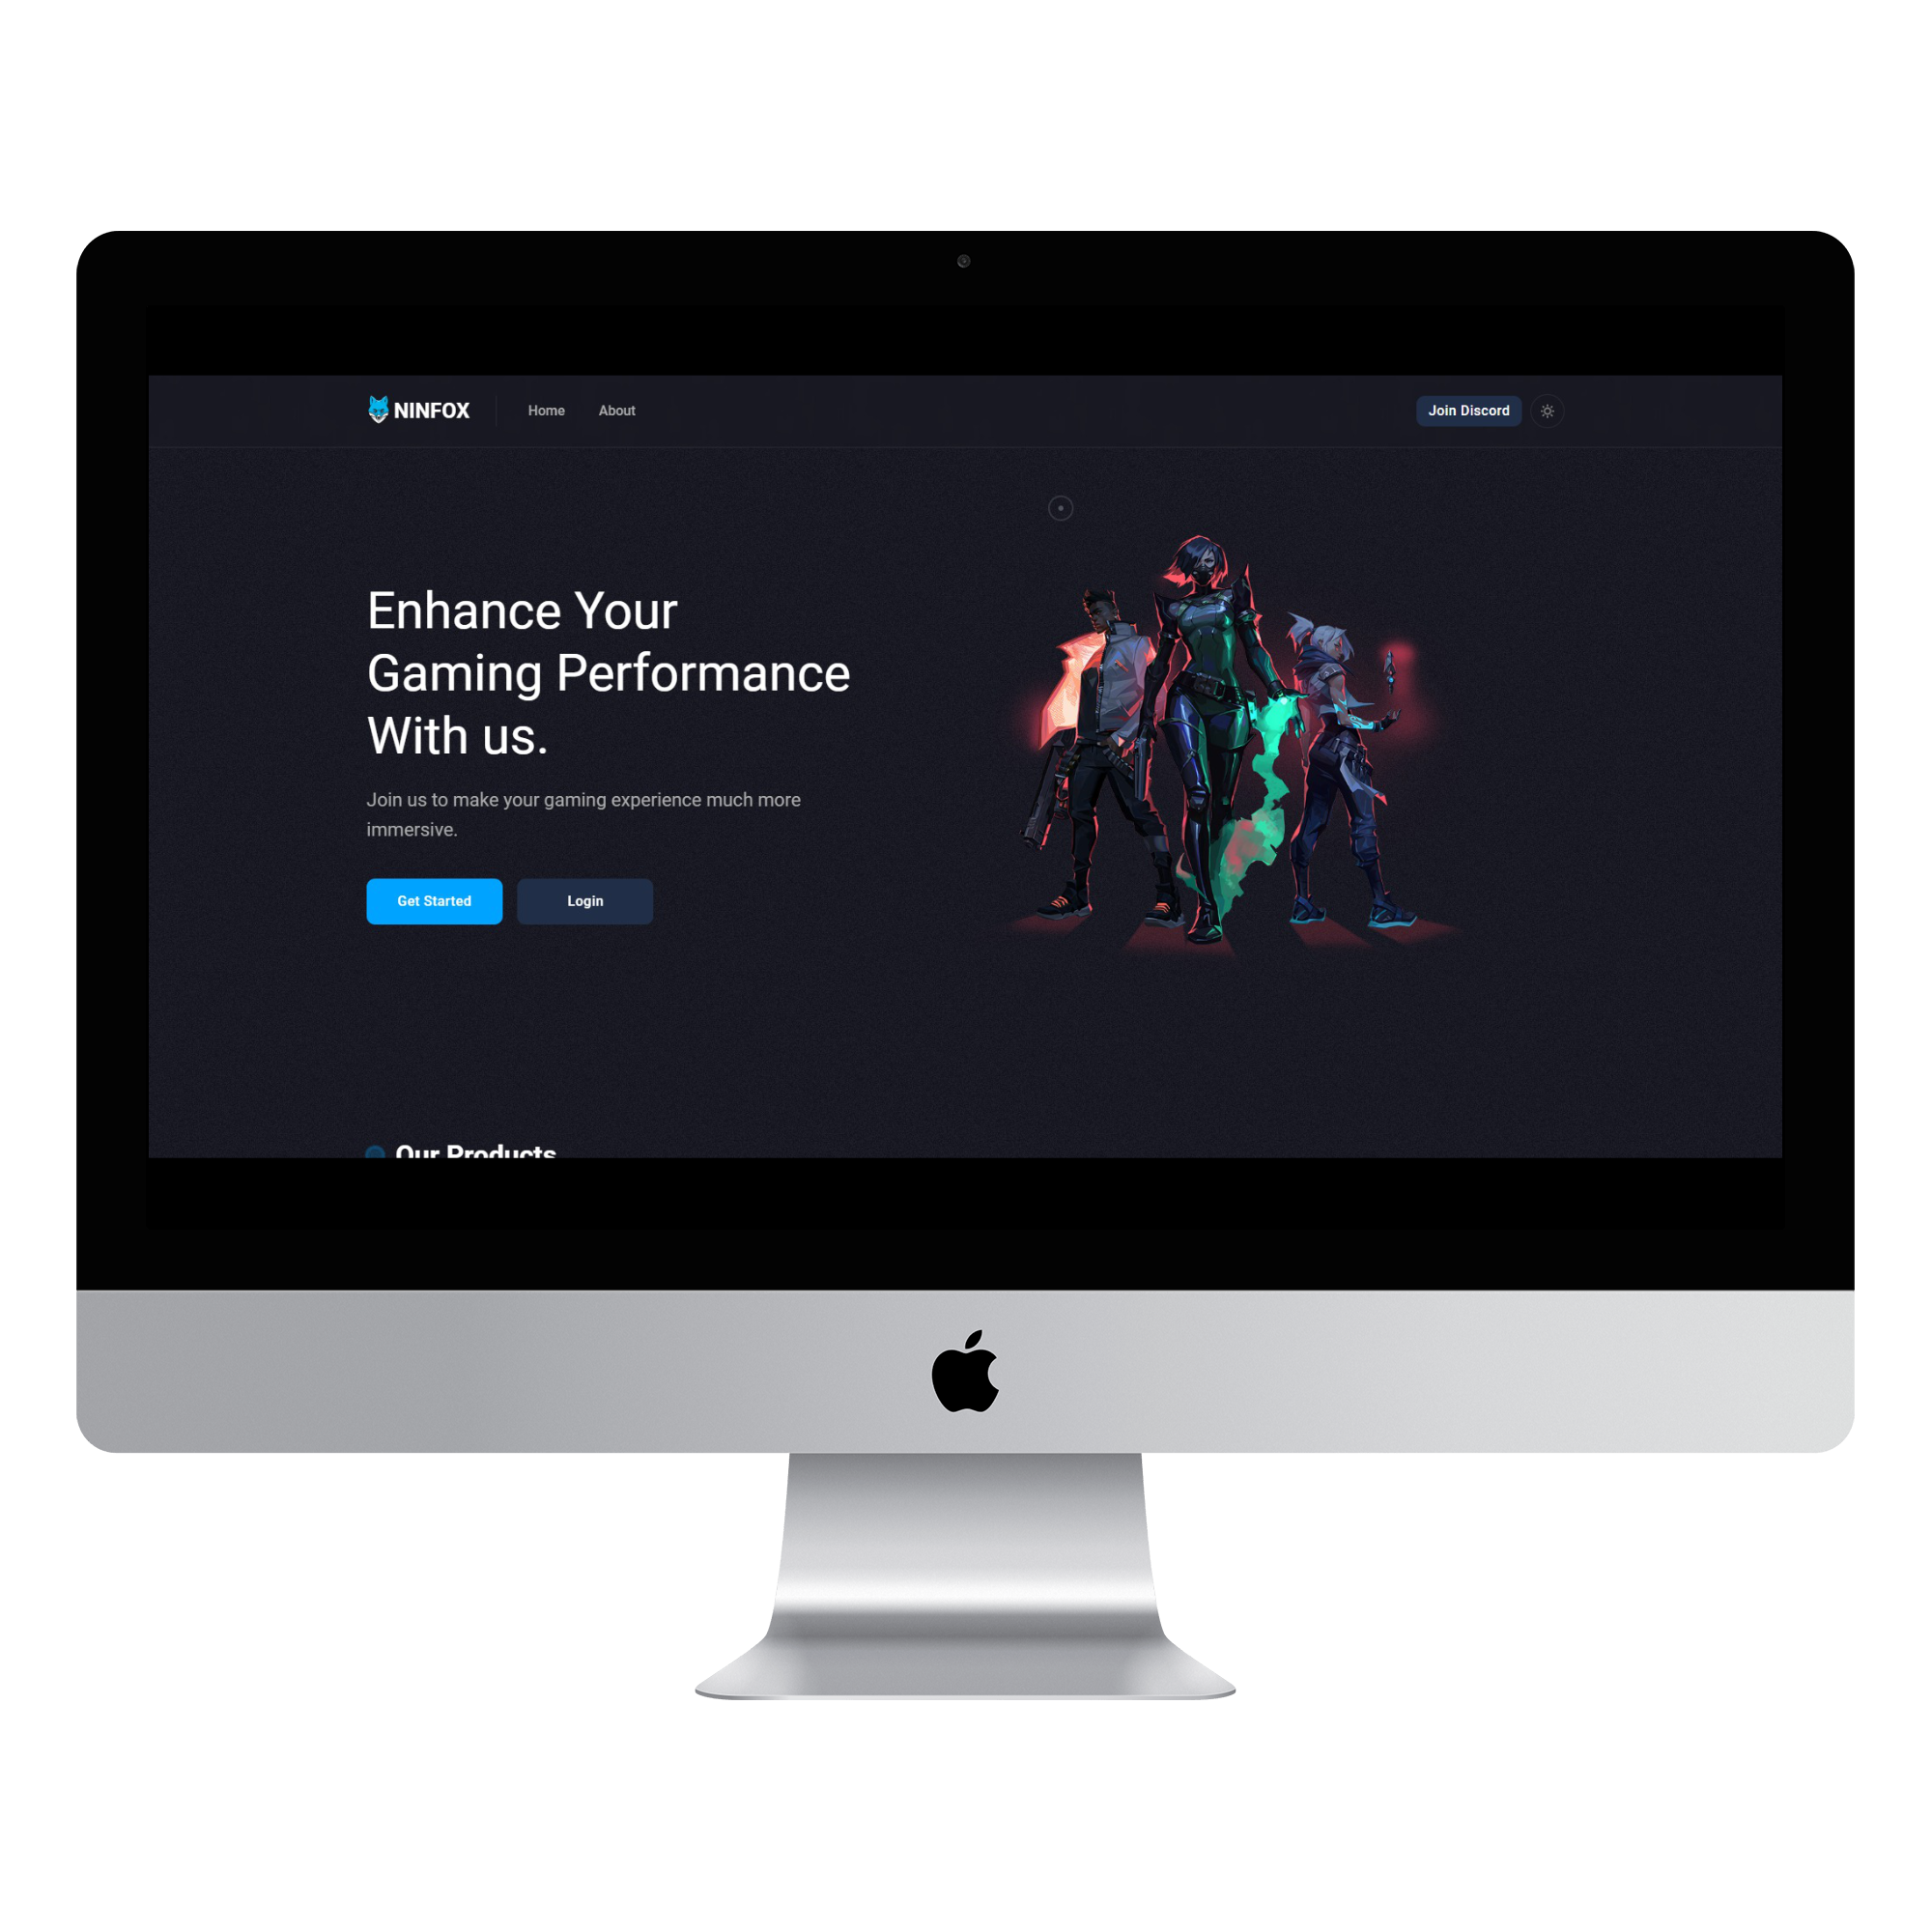 NINFOX
Home
About
Join Discord
Enhance Your
Gaming Performance
With us.
Join us to make your gaming experience much more
immersive.
Get Started
Login
Our Products